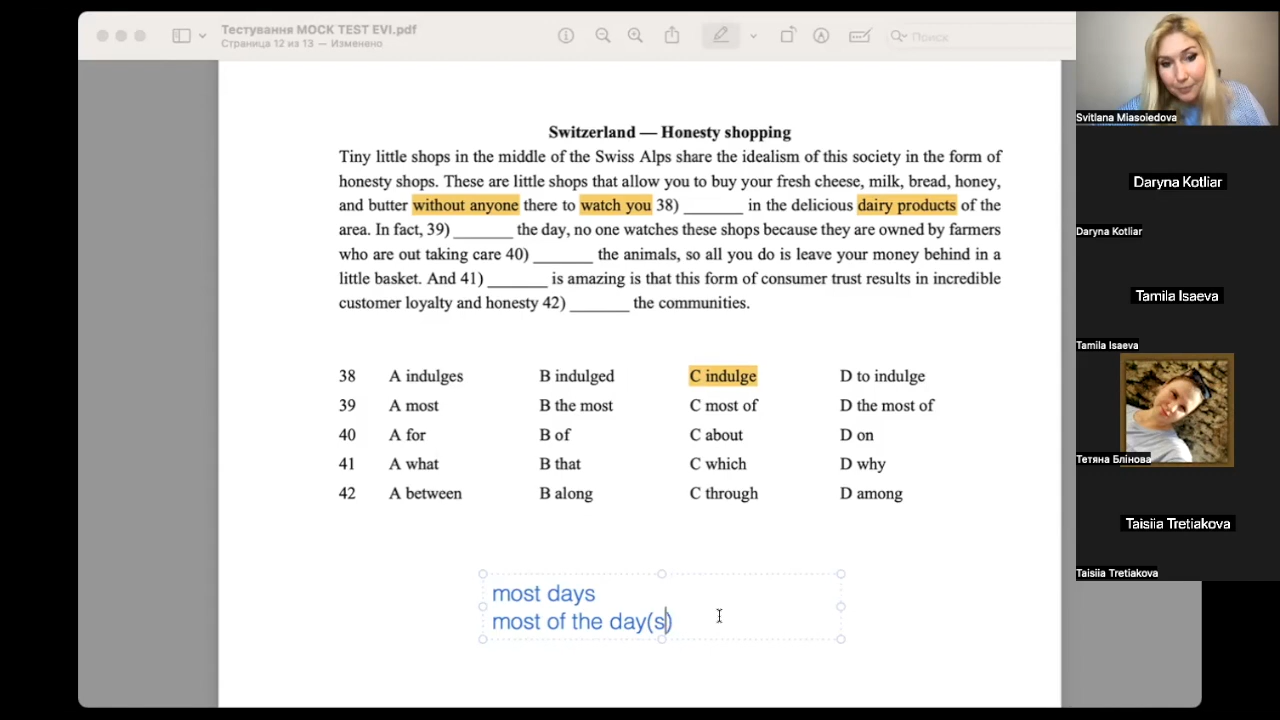 Тестування MOCK TEST EVI.pdf
Страница 12 из 13 — Изменено
Поиск
Switzerland — Honesty shopping
Tiny little shops in the middle of the Swiss Alps share the idealism of this society in the form of
honesty shops. These are little shops that allow you to buy your fresh cheese, milk, bread, honey,
and butter without anyone there to watch you 38) _______ in the delicious dairy products of the
area. In fact, 39) _______ the day, no one watches these shops because they are owned by farmers
who are out taking care 40) _______ the animals, so all you do is leave your money behind in a
little basket. And 41) _______ is amazing is that this form of consumer trust results in incredible
customer loyalty and honesty 42) _______ the communities.
38 A indulges B indulged C indulge D to indulge
39 A most B the most C most of D the most of
40 A for B of C about D on
41 A what B that C which D why
42 A between B along C through D among
most days
most of the day(s)
Svitlana Miasoiedova
Daryna Kotliar
Daryna Kotliar
Tamila Isaeva
Tamila Isaeva
Тетяна Блінова
Taisiia Tretiakova
Taisiia Tretiakova